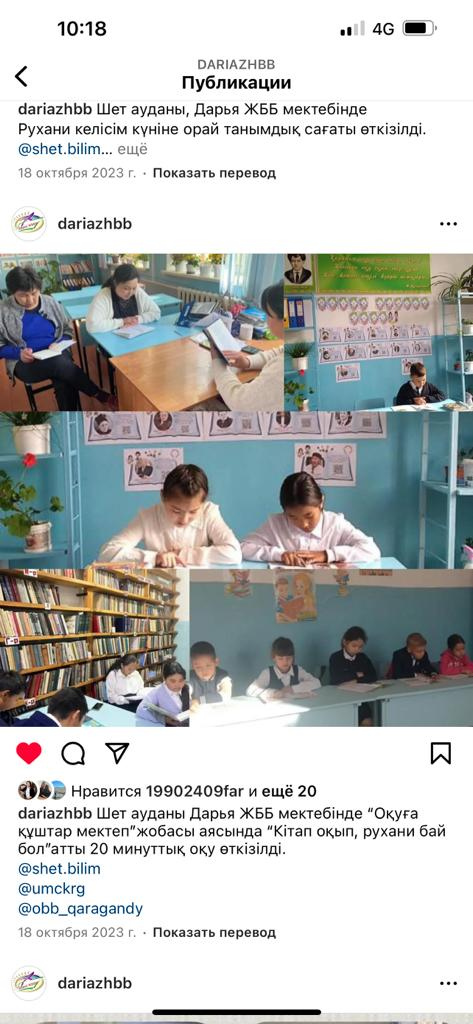 10:18
4G
DARIAZHBB
Публикации
dariazhbb Шет ауданы, Дарья ЖББ мектебінде
Рухани келісім күніне орай танымдық сағаты өткізілді.
@shet.bilim... ещё
18 октября 2023 г. · Показать перевод
dariazhbb
Нравится 19902409far и ещё 20
dariazhbb Шет ауданы Дарья ЖББ мектебінде “Оқуға
құштар мектеп”жобасы аясында “Кітап оқып, рухани бай
бол”атты 20 минуттық оқу өткізілді.
@shet.bilim
@umckrg
@obb_qaragandy
18 октября 2023 г. · Показать перевод
dariazhbb